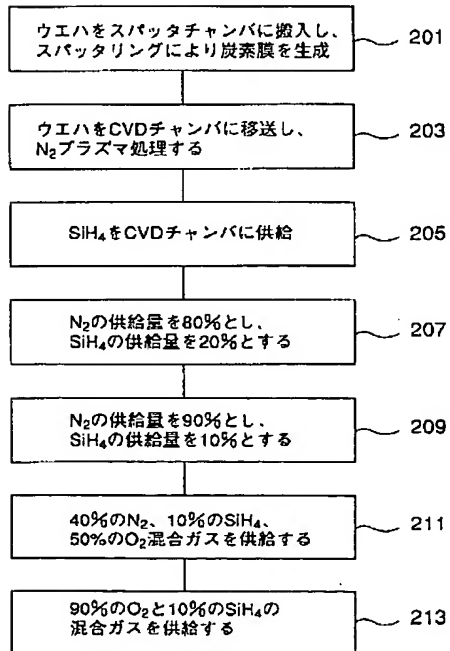 ウエハをスパッタチャンバに搬入し、
スパッタリングにより炭素膜を生成
201
ウエハをCVDチャンバに移送し、
N₂プラズマ処理する
203
SiH₄をCVDチャンバに供給
205
N₂の供給量を80%とし、
SiH₄の供給量を20%とする
207
N₂の供給量を90%とし、
SiH₄の供給量を10%とする
209
40%のN₂、10%のSiH₄、
50%のO₂混合ガスを供給する
211
90%のO₂と10%のSiH₄の
混合ガスを供給する
213